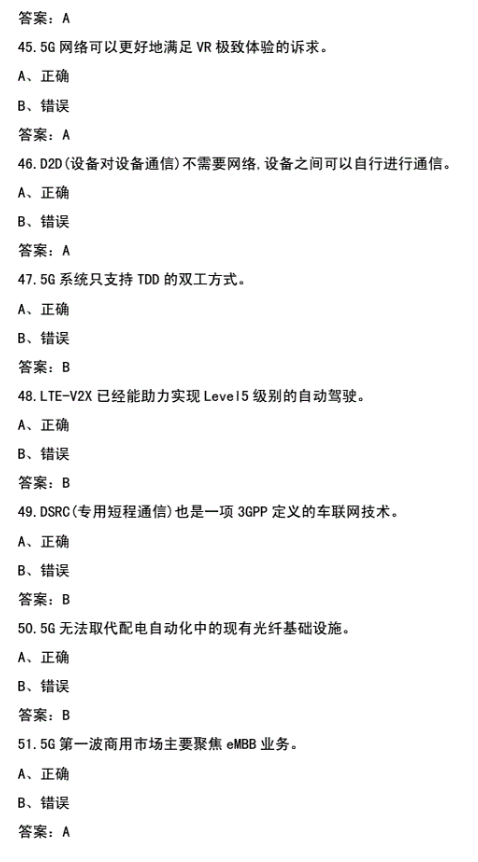 答案：A
45.5G 网络可以更好地满足 VR 极致体验的诉求。
A、正确
B、错误
答案：A
46.D2D(设备对设备通信)不需要网络,设备之间可以自行进行通信。
A、正确
B、错误
答案：A
47.5G 系统只支持 TDD 的双工方式。
A、正确
B、错误
答案：B
48.LTE-V2X 已经能助力实现 Level5 级别的自动驾驶。
A、正确
B、错误
答案：B
49.DSRC(专用短程通信)也是一项 3GPP 定义的车联网技术。
A、正确
B、错误
答案：B
50.5G 无法取代配电自动化中的现有光纤基础设施。
A、正确
B、错误
答案：B
51.5G 第一波商用市场主要聚焦 eMBB 业务。
A、正确
B、错误
答案：A